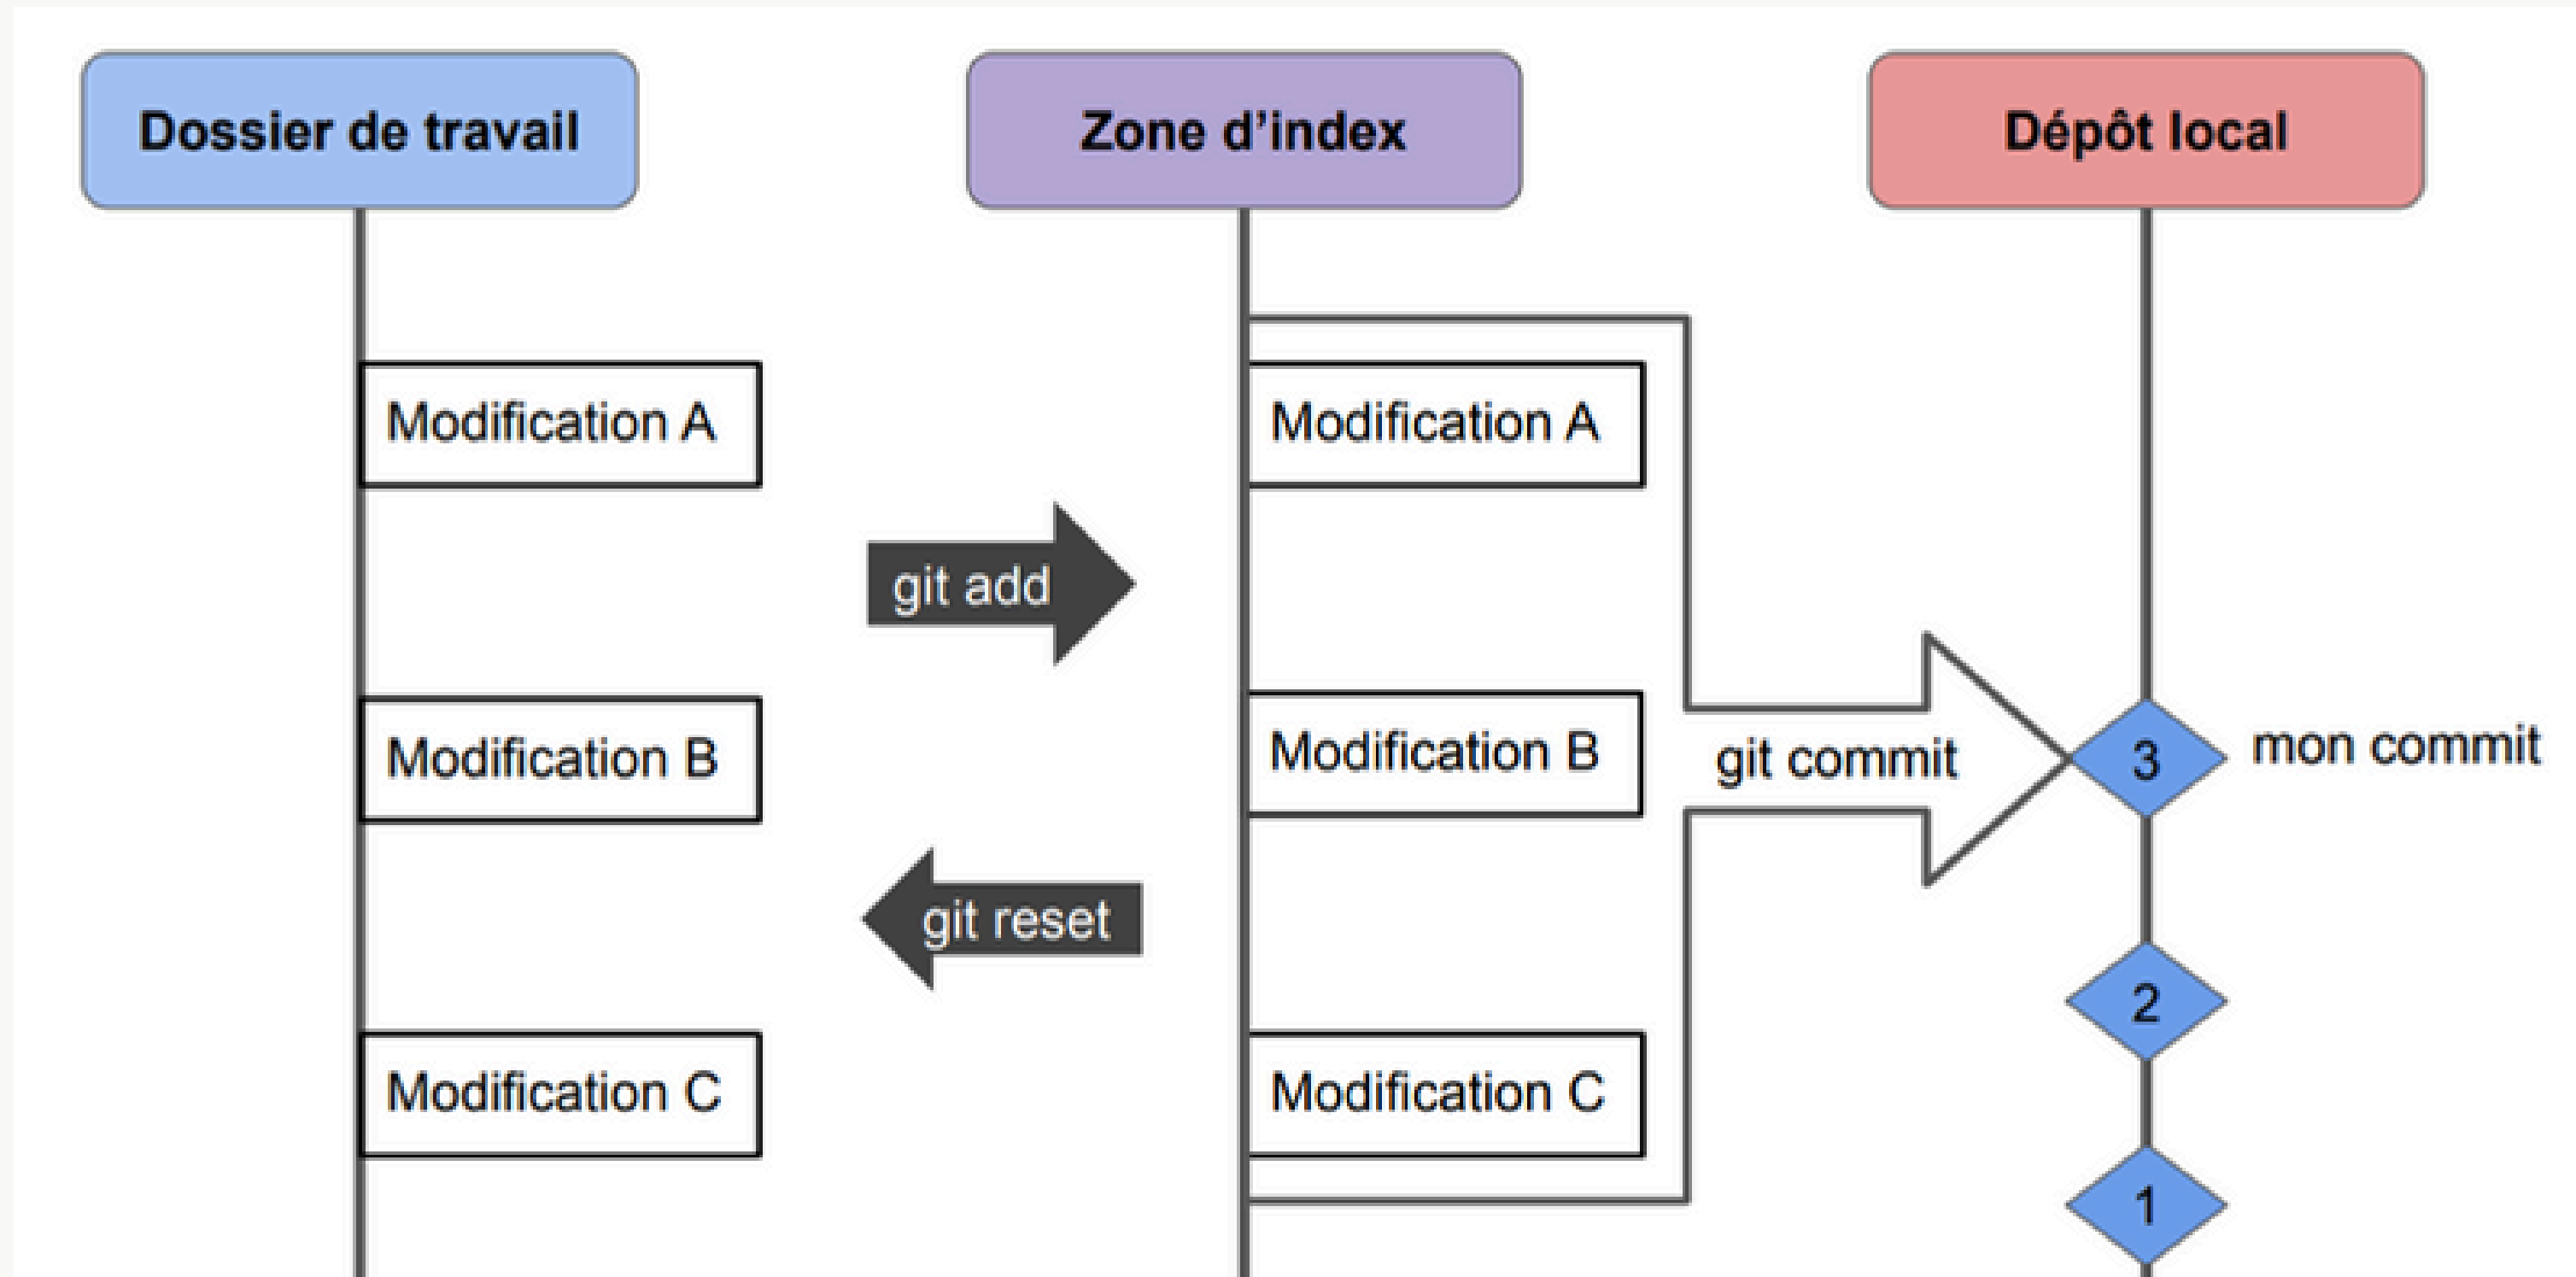 Dossier de travail
Zone d’index
Dépôt local
Modification A
Modification A
git add
Modification B
Modification B
git commit
3
mon commit
git reset
2
Modification C
Modification C
1